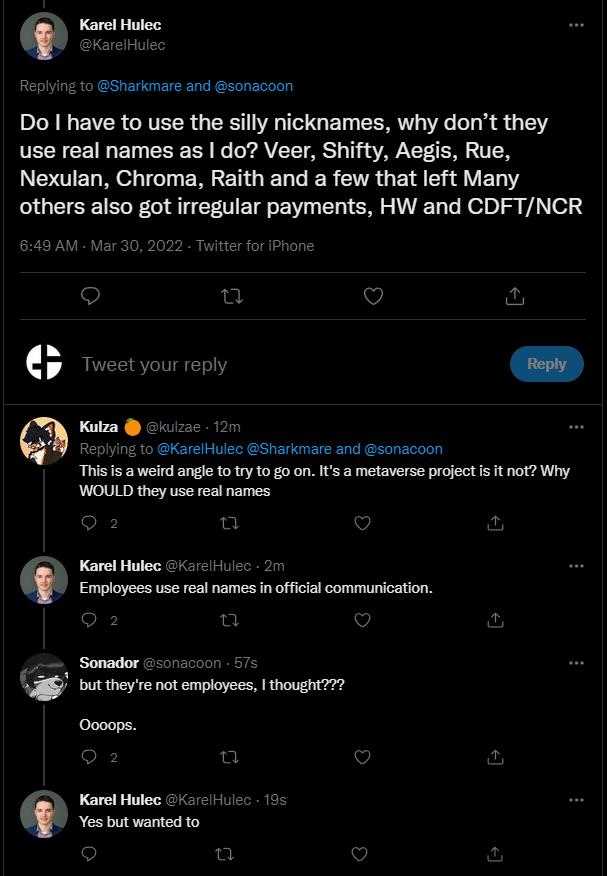 Karel Hulec
@KarelHulec
Replying to @Sharkmare and @sonacoon
Do I have to use the silly nicknames, why don’t they
use real names as I do? Veer, Shifty, Aegis, Rue,
Nexulan, Chroma, Raith and a few that left Many
others also got irregular payments, HW and CDFT/NCR
6:49 AM · Mar 30, 2022 · Twitter for iPhone
Tweet your reply
Reply
Kulza 🍊 @kulzae · 12m
Replying to @KarelHulec @Sharkmare and @sonacoon
This is a weird angle to try to go on. It's a metaverse project is it not? Why
WOULD they use real names
2
Karel Hulec @KarelHulec · 2m
Employees use real names in official communication.
2
Sonador @sonacoon · 57s
but they're not employees, I thought???
Oooops.
2
Karel Hulec @KarelHulec · 19s
Yes but wanted to